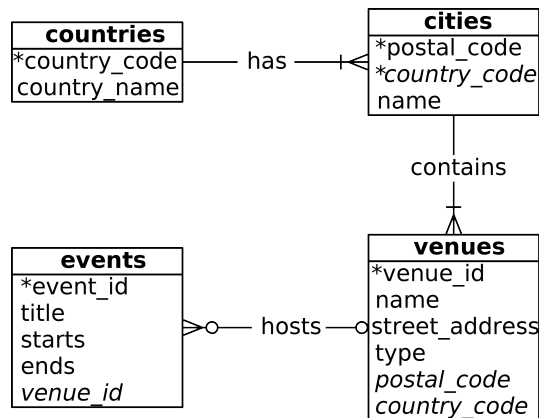 countries
*country_code
country_name
has
cities
*postal_code
*country_code
name
contains
events
*event_id
title
starts
ends
venue_id
hosts
venues
*venue_id
name
street_address
type
postal_code
country_code